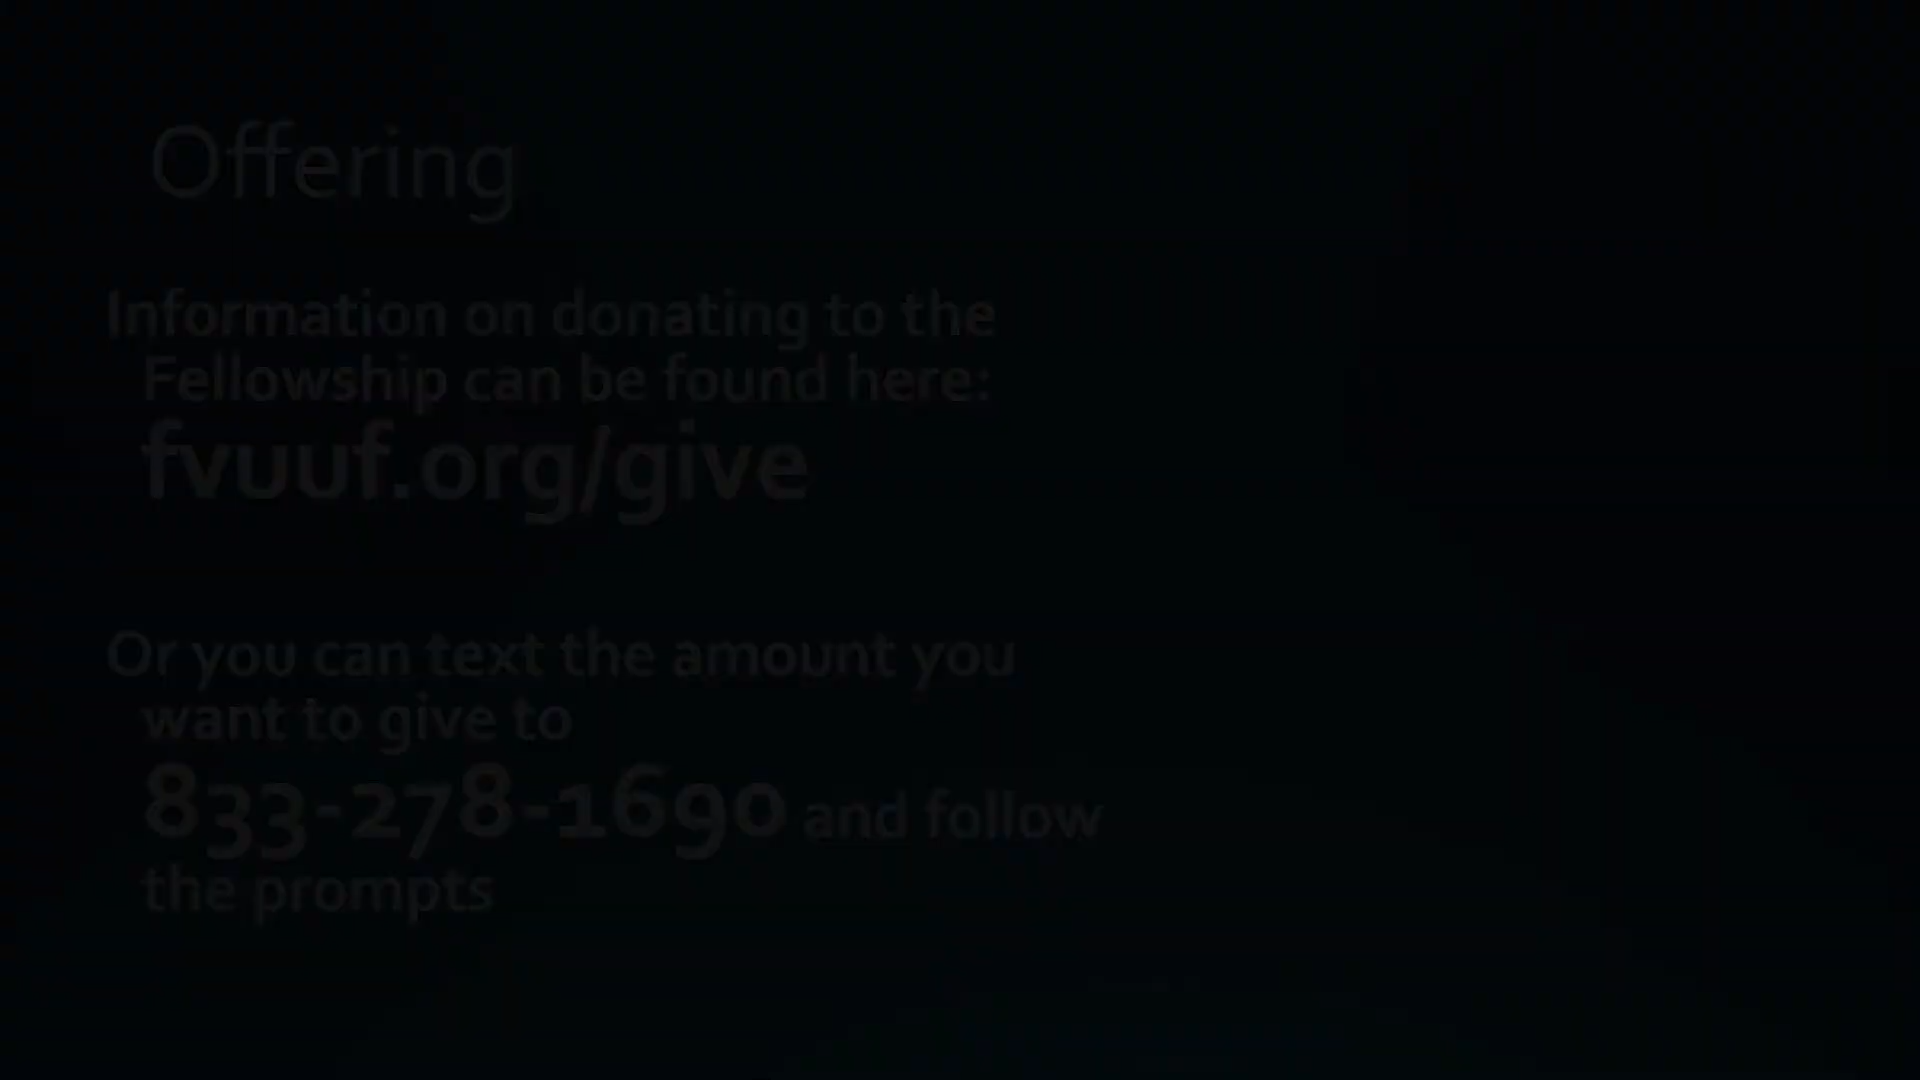 Offering
Information on donating to the
Fellowship can be found here:
fvuuf.org/give
Or you can text the amount you
want to give to
833-278-1690 and follow
the prompts